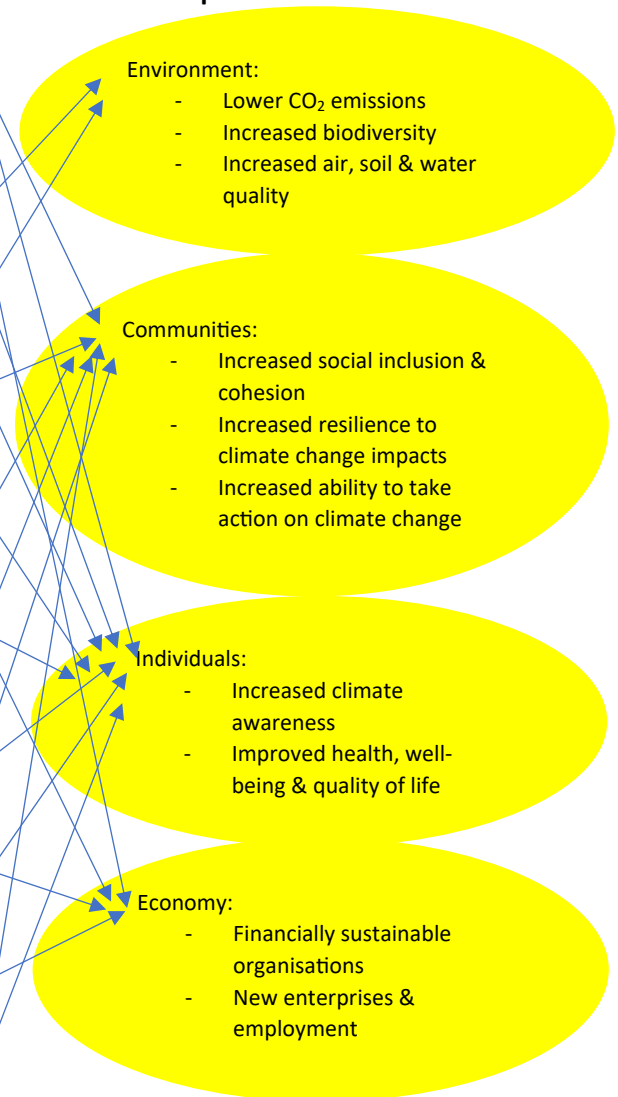 Environment:
- Lower CO₂ emissions
- Increased biodiversity
- Increased air, soil & water
quality
Communities:
- Increased social inclusion &
cohesion
- Increased resilience to
climate change impacts
- Increased ability to take
action on climate change
Individuals:
- Increased climate
awareness
- Improved health, well-
being & quality of life
Economy:
- Financially sustainable
organisations
- New enterprises &
employment